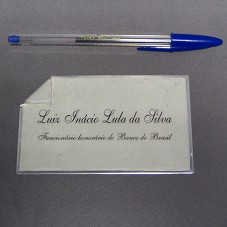 Luiz Inácio Lula da Silva
Funcionário honorário do Banco do Brasil